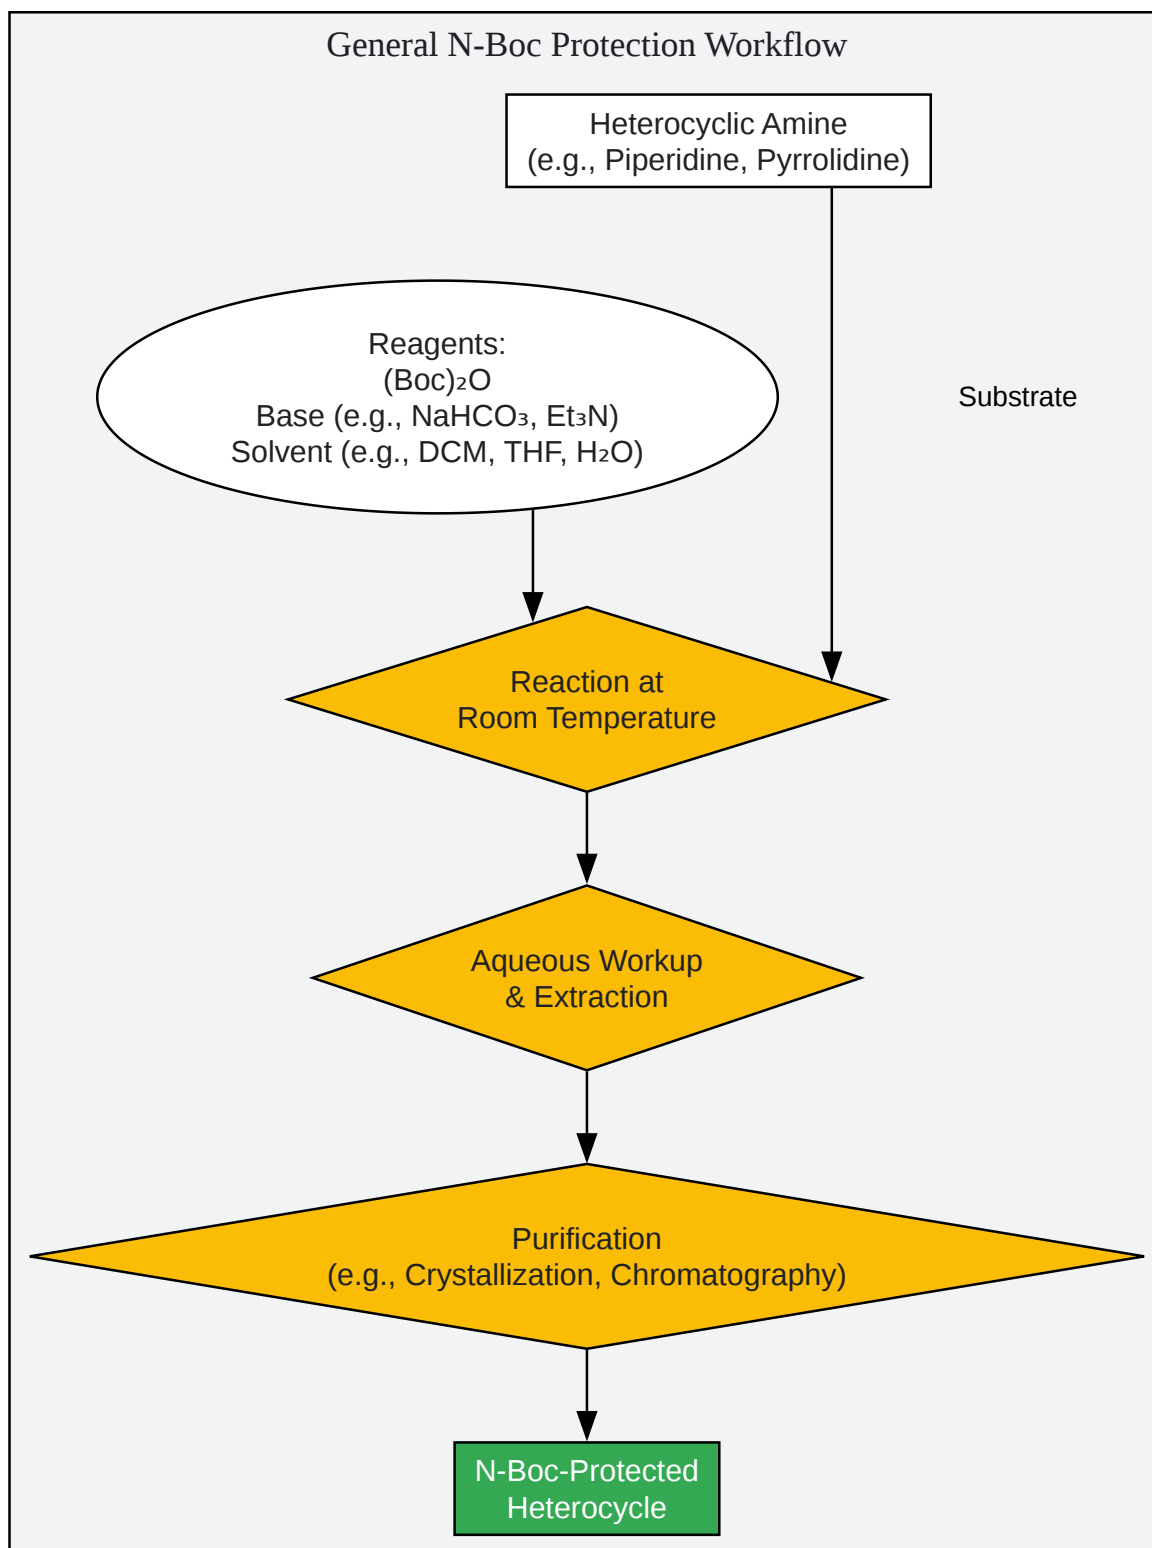 General N-Boc Protection Workflow
Heterocyclic Amine
(e.g., Piperidine, Pyrrolidine)
Reagents:
(Boc)₂O
Base (e.g., NaHCO₃, Et₃N)
Solvent (e.g., DCM, THF, H₂O)
Substrate
Reaction at
Room Temperature
Aqueous Workup
& Extraction
Purification
(e.g., Crystallization, Chromatography)
N-Boc-Protected
Heterocycle